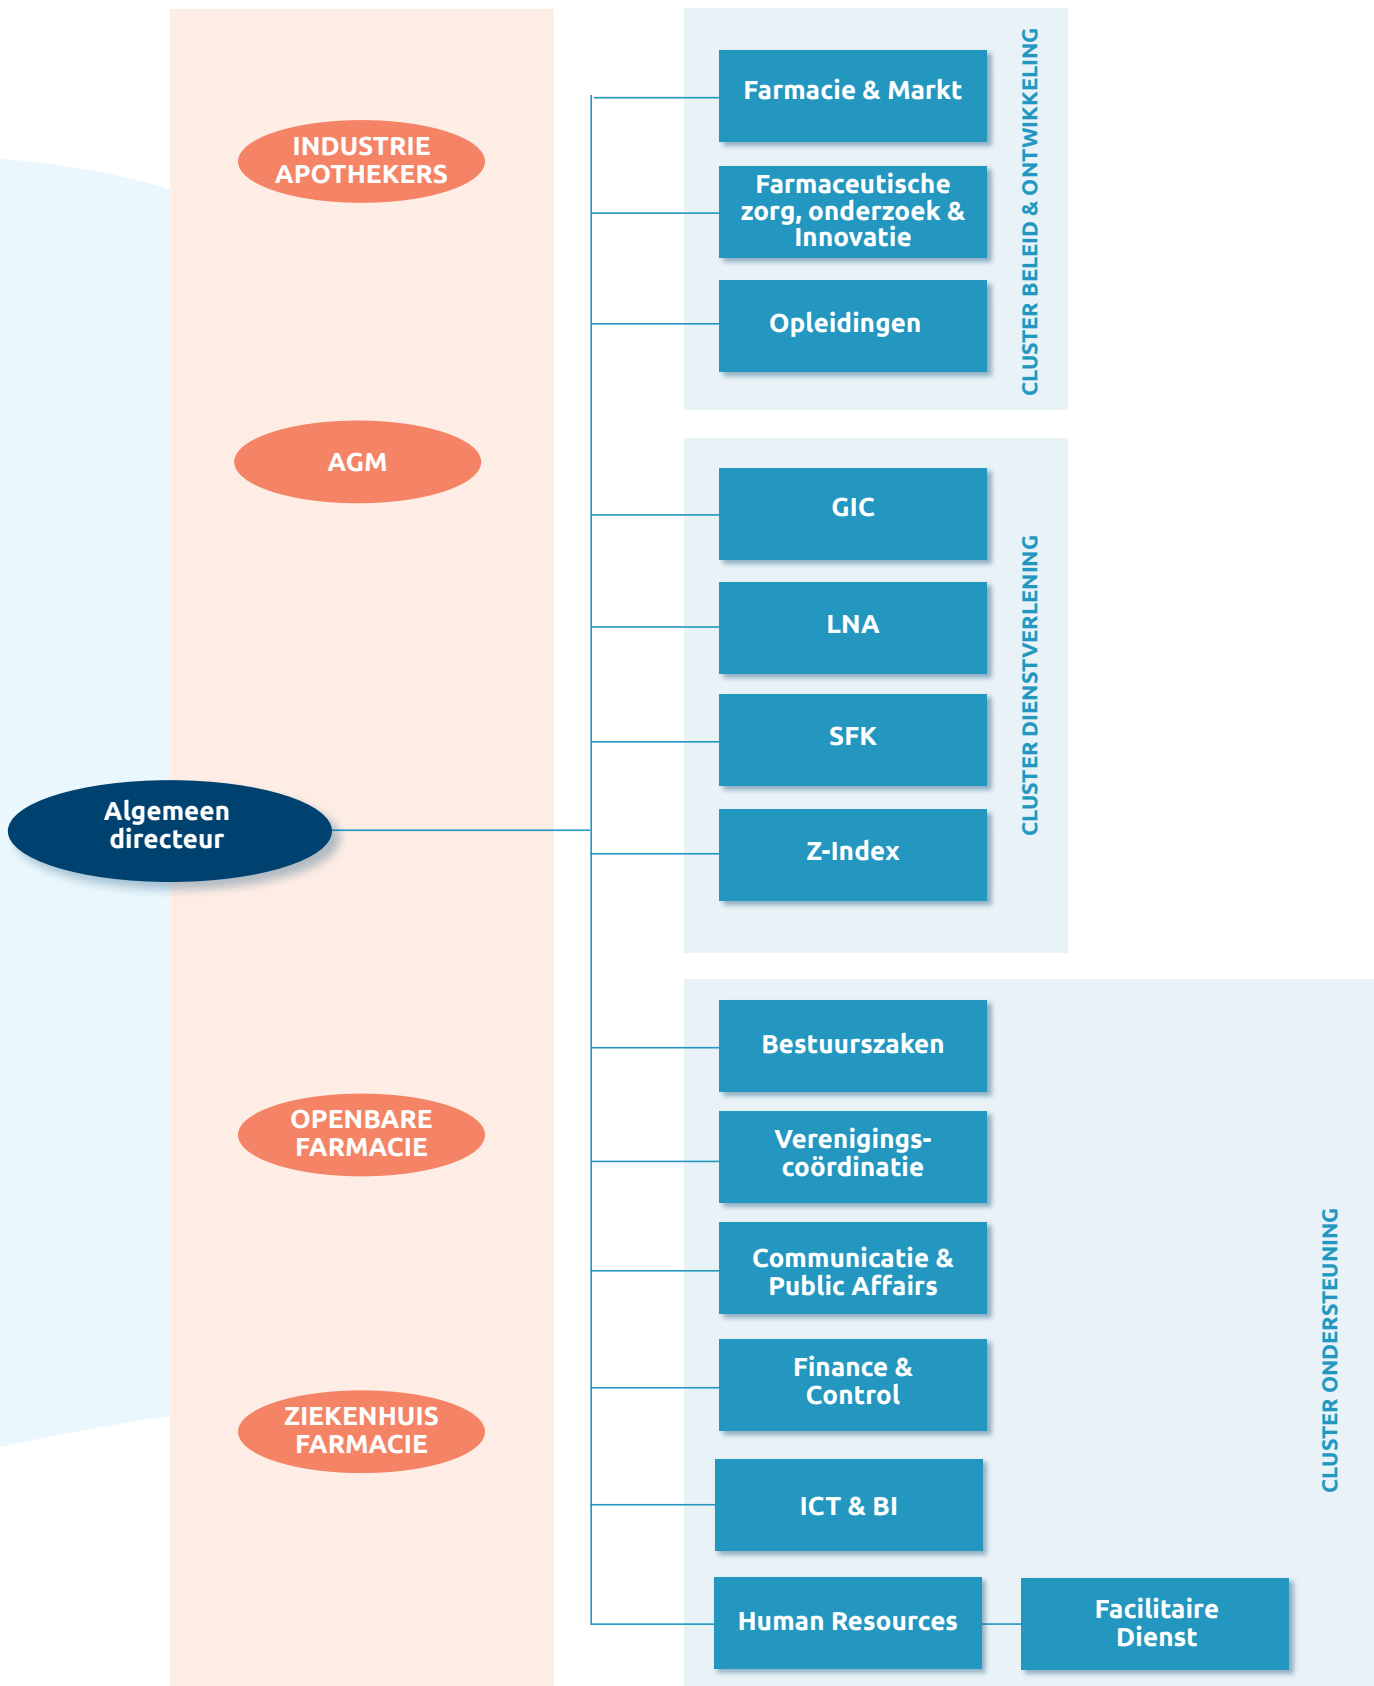 INDUSTRIE
APOTHEKERS
AGM
Algemeen
directeur
OPENBARE
FARMACIE
ZIEKENHUIS
FARMACIE
Farmacie & Markt
Farmaceutische
zorg, onderzoek &
Innovatie
Opleidingen
CLUSTER BELEID & ONTWIKKELING
GIC
LNA
SFK
Z-Index
CLUSTER DIENSTVERLENING
Bestuurszaken
Verenigings-
coördinatie
Communicatie &
Public Affairs
Finance &
Control
ICT & BI
Human Resources
Facilitaire
Dienst
CLUSTER ONDERSTEUNING